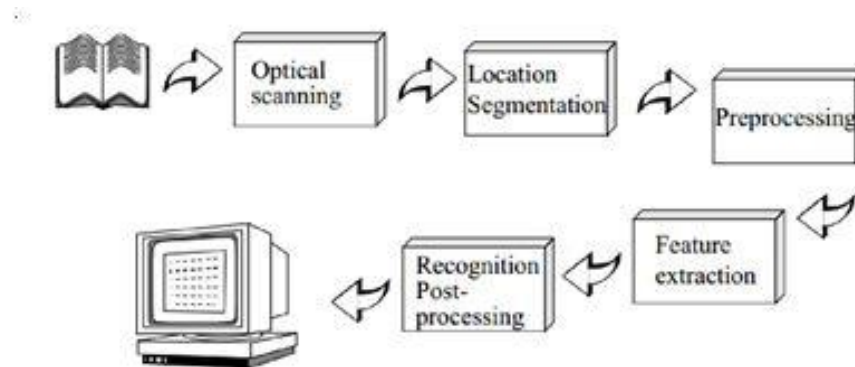 Optical
scanning
Location
Segmentation
Preprocessing
Feature
extraction
Recognition
Post-
processing